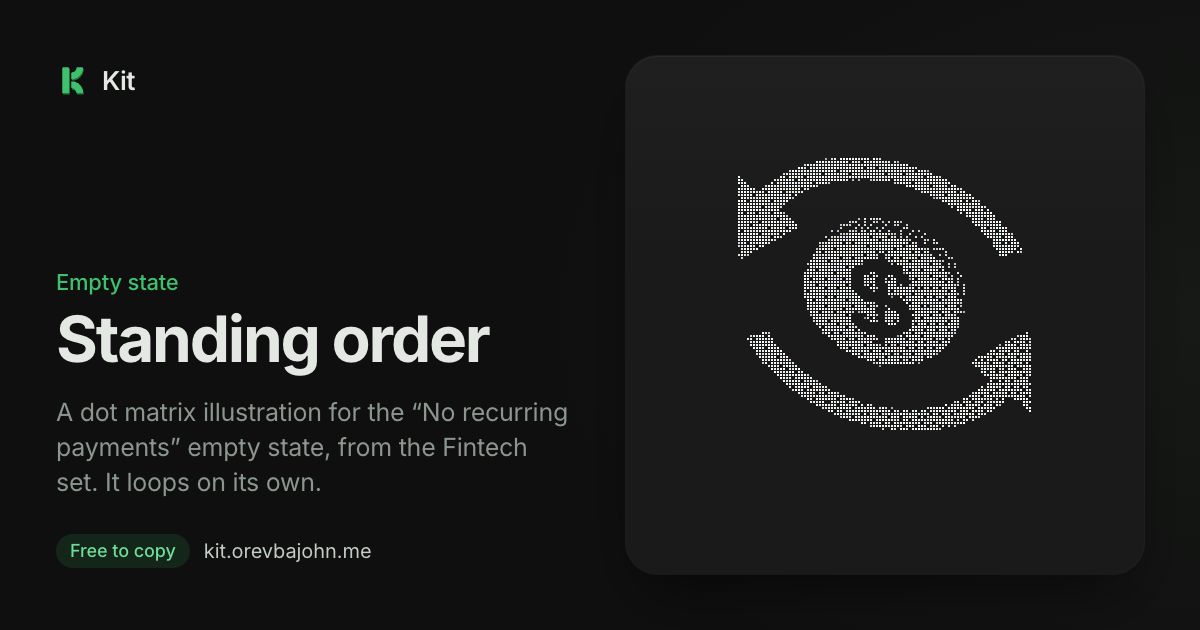 Kit
Empty state
Standing order
A dot matrix illustration for the “No recurring
payments” empty state, from the Fintech
set. It loops on its own.
Free to copy
kit.orevbajohn.me
$